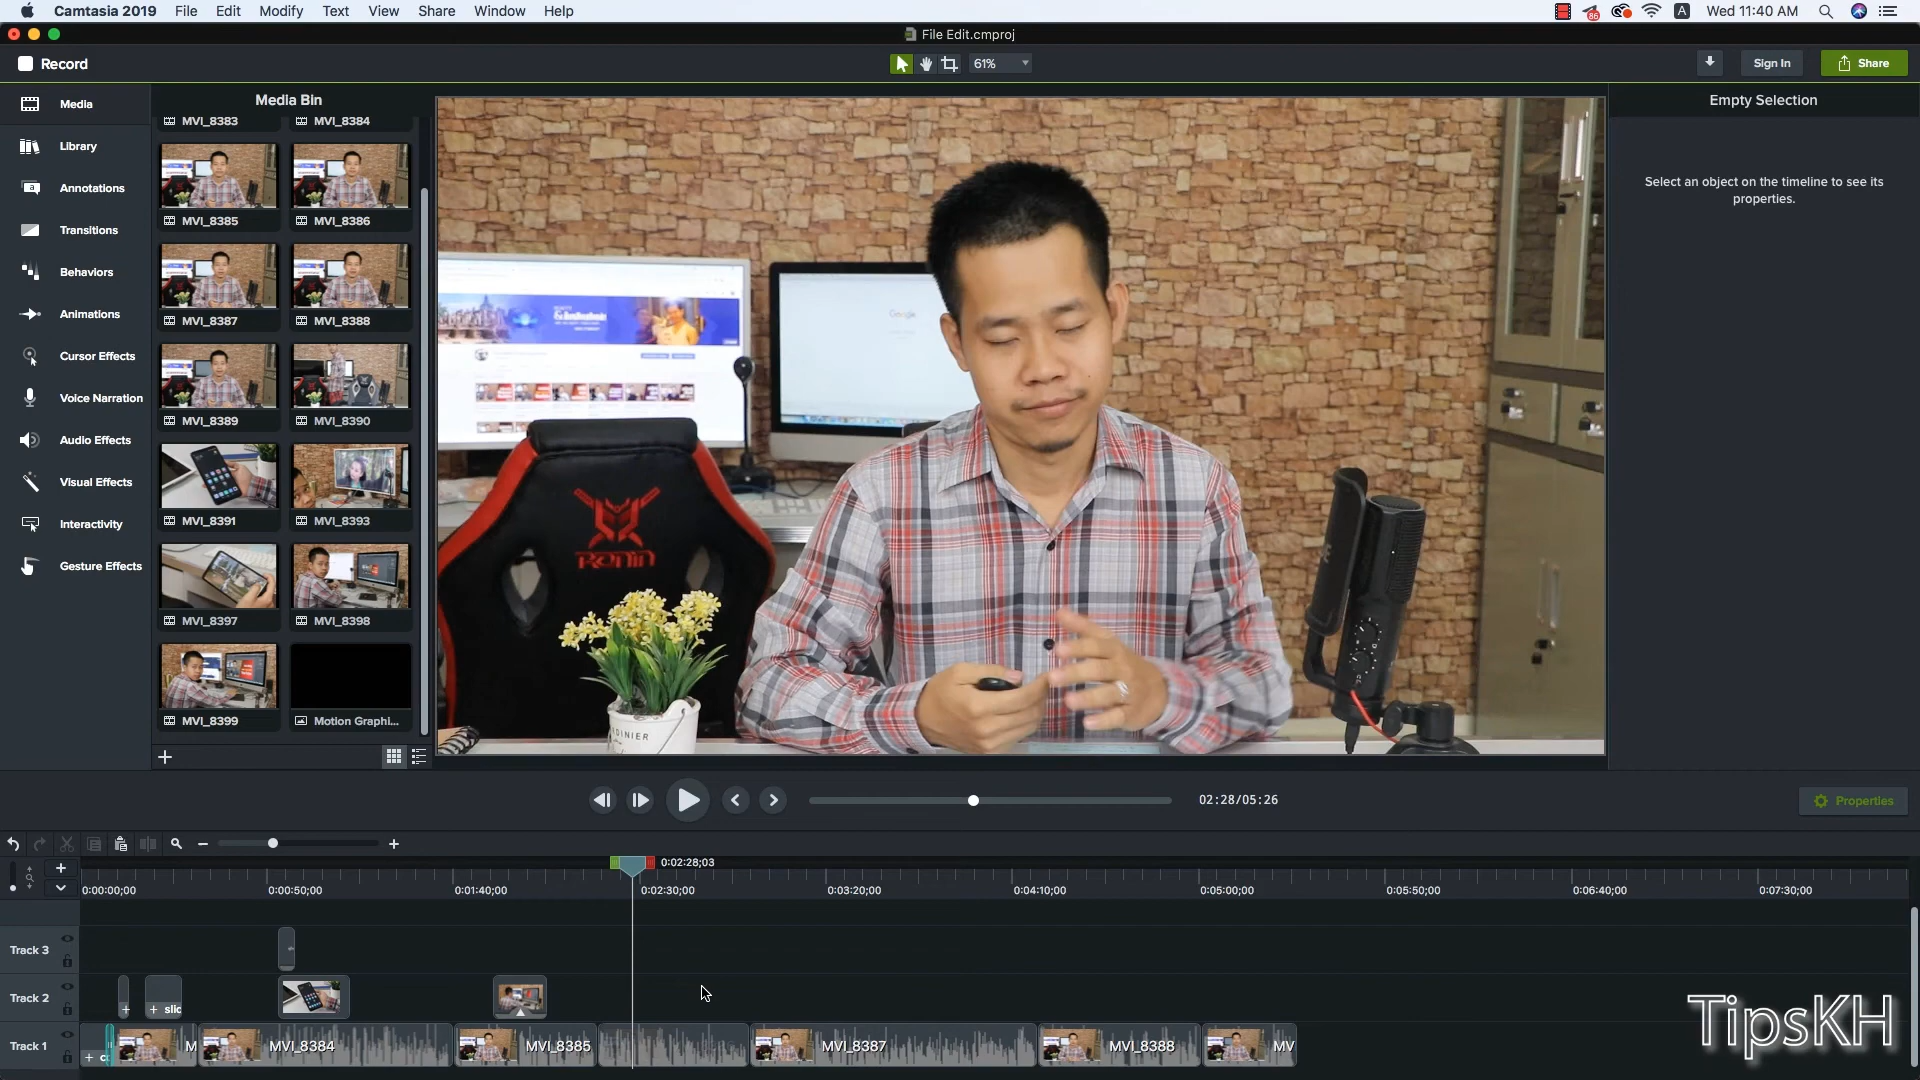 Camtasia 2019 File Edit Modify Text View Share Window Help
86
A
Wed 11:40 AM
File Edit.cmproj
Record
61%
Sign In
Share
Media
Library
Annotations
Transitions
Behaviors
Animations
Cursor Effects
Voice Narration
Audio Effects
Visual Effects
Interactivity
Gesture Effects
Media Bin
MVI_8383
MVI_8384
MVI_8385
MVI_8386
MVI_8387
MVI_8388
MVI_8389
MVI_8390
MVI_8391
MVI_8393
MVI_8397
MVI_8398
MVI_8399
Motion Graphi...
Google
RONIN
Empty Selection
Select an object on the timeline to see its
properties.
02:28/05:26
Properties
0:02:28;03
0:00:00;00
0:00:50;00
0:01:40;00
0:02:30;00
0:03:20;00
0:04:10;00
0:05:00;00
0:05:50;00
0:06:40;00
0:07:30;00
Track 3
Track 2
+
+ slic
Track 1
M
MVI_8384
MVI_8385
MVI_8387
MVI_8388
MV
TipsKH